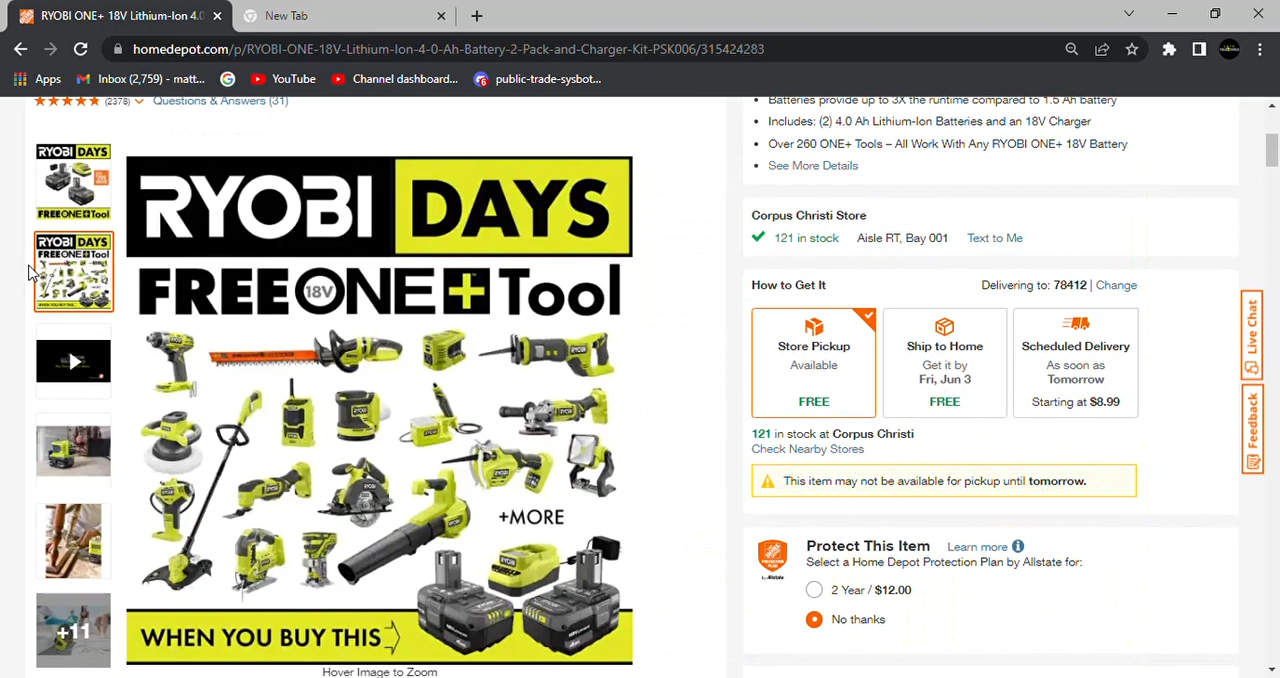 RYOBI ONE+ 18V Lithium-Ion 4.0
New Tab
homedepot.com/p/RYOBI-ONE-18V-Lithium-Ion-4-0-Ah-Battery-2-Pack-and-Charger-Kit-PSK006/315424283
Apps
Inbox (2,759) - matt...
YouTube
Channel dashboard...
public-trade-sysbot...
(2378)
Questions & Answers (31)
Batteries provide up to 3X the runtime compared to 1.5 Ah battery
Includes: (2) 4.0 Ah Lithium-Ion Batteries and an 18V Charger
Over 260 ONE+ Tools – All Work With Any RYOBI ONE+ 18V Battery
See More Details
RYOBI DAYS
FREE ONE+ Tool
RYOBI DAYS
FREE ONE+ Tool
WHEN YOU BUY THIS
+11
RYOBI DAYS
FREE 18V ONE+ Tool
+MORE
WHEN YOU BUY THIS
Hover Image to Zoom
Corpus Christi Store
121 in stock Aisle RT, Bay 001 Text to Me
How to Get It
Delivering to: 78412 | Change
Store Pickup
Available
FREE
Ship to Home
Get it by
Fri, Jun 3
FREE
Scheduled Delivery
As soon as
Tomorrow
Starting at $8.99
121 in stock at Corpus Christi
Check Nearby Stores
This item may not be available for pickup until tomorrow.
Protect This Item Learn more
Select a Home Depot Protection Plan by Allstate for:
2 Year / $12.00
No thanks
Live Chat
Feedback